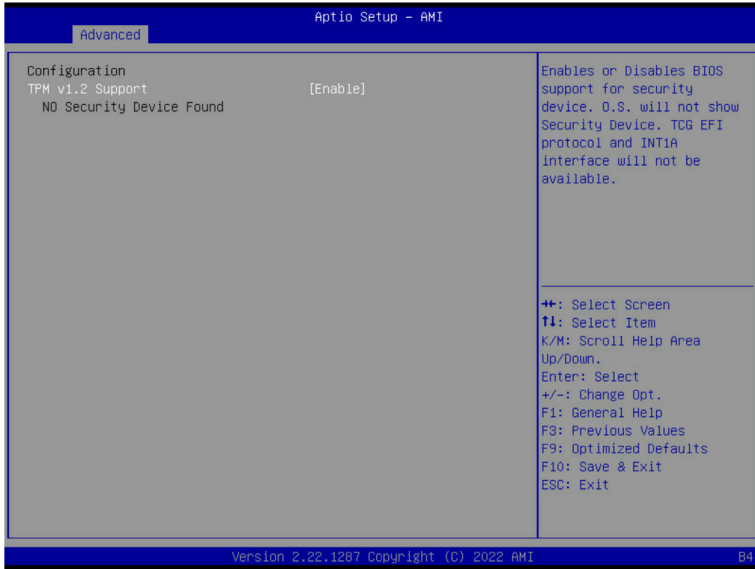 Aptio Setup – AMI
Advanced
Configuration
TPM v1.2 Support [Enable]
NO Security Device Found
Enables or Disables BIOS
support for security
device. O.S. will not show
Security Device. TCG EFI
protocol and INT1A
interface will not be
available.
→←: Select Screen
↑↓: Select Item
K/M: Scroll Help Area
Up/Down.
Enter: Select
+/-: Change Opt.
F1: General Help
F3: Previous Values
F9: Optimized Defaults
F10: Save & Exit
ESC: Exit
Version 2.22.1287 Copyright (C) 2022 AMI
B4